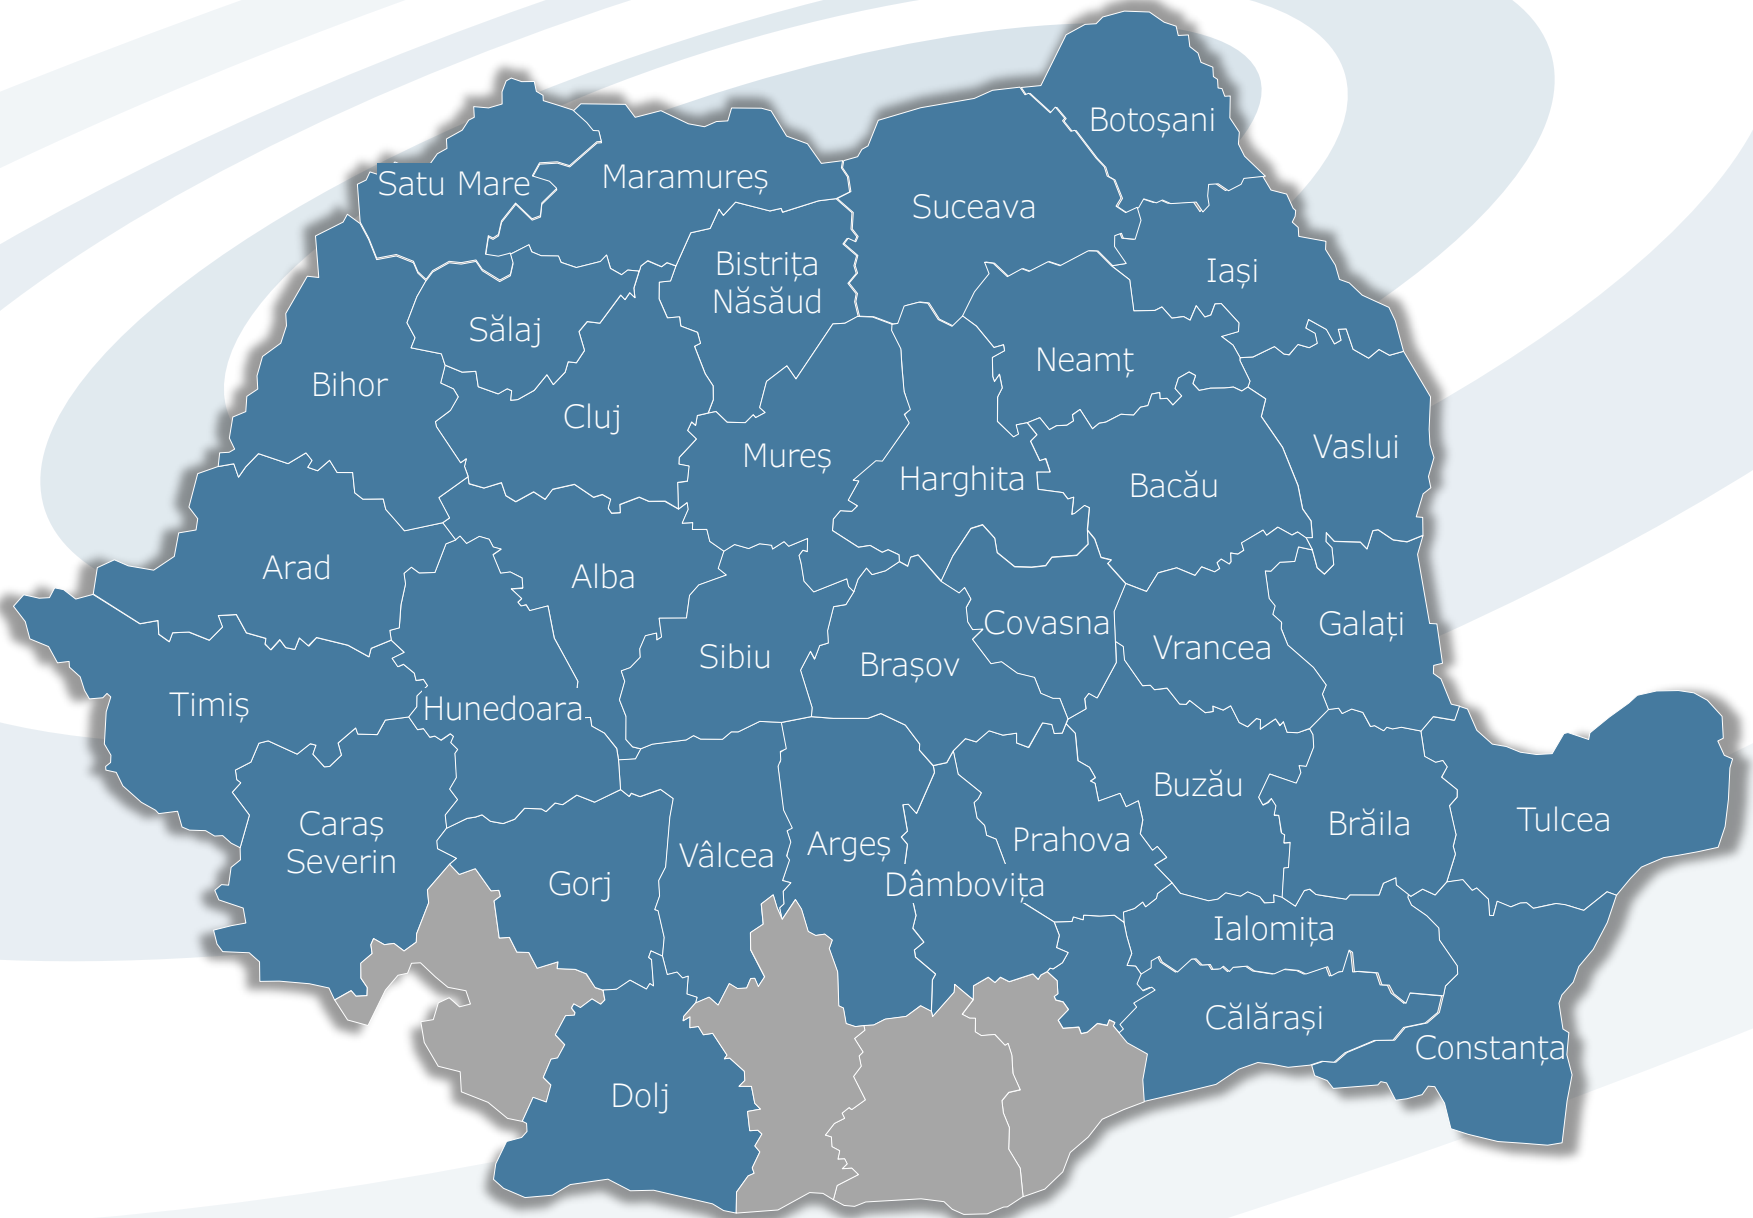 Botoșani
Satu Mare
Maramureș
Suceava
Bistrița
Năsăud
Iași
Sălaj
Neamț
Bihor
Cluj
Mureș
Harghita
Bacău
Vaslui
Arad
Alba
Covasna
Galați
Sibiu
Brașov
Vrancea
Timiș
Hunedoara
Buzău
Caraș
Severin
Brăila
Tulcea
Argeș
Prahova
Vâlcea
Gorj
Dâmbovița
Ialomița
Călărași
Constanța
Dolj